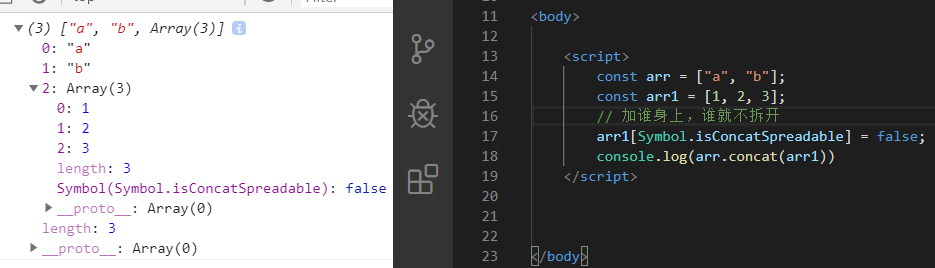 Filter
▼(3) ["a", "b", Array(3)] i
0: "a"
1: "b"
▼2: Array(3)
0: 1
1: 2
2: 3
length: 3
Symbol(Symbol.isConcatSpreadable): false
▶__proto__: Array(0)
length: 3
▶__proto__: Array(0)
11 <body>
12
13 <script>
14 const arr = ["a", "b"];
15 const arr1 = [1, 2, 3];
16 // 加谁身上，谁就不拆开
17 arr1[Symbol.isConcatSpreadable] = false;
18 console.log(arr.concat(arr1))
19 </script>
20
21
22
23 </body>